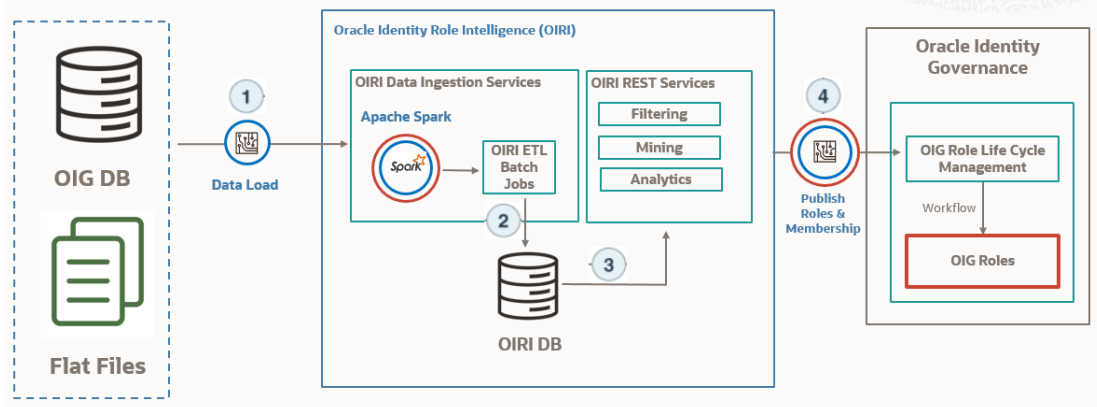 OIG DB
Flat Files
1
Data Load
Oracle Identity Role Intelligence (OIRI)
OIRI Data Ingestion Services
Apache Spark
Spark
OIRI ETL
Batch
Jobs
2
OIRI DB
3
OIRI REST Services
Filtering
Mining
Analytics
4
Publish
Roles &
Membership
Oracle Identity
Governance
OIG Role Life Cycle
Management
Workflow
OIG Roles